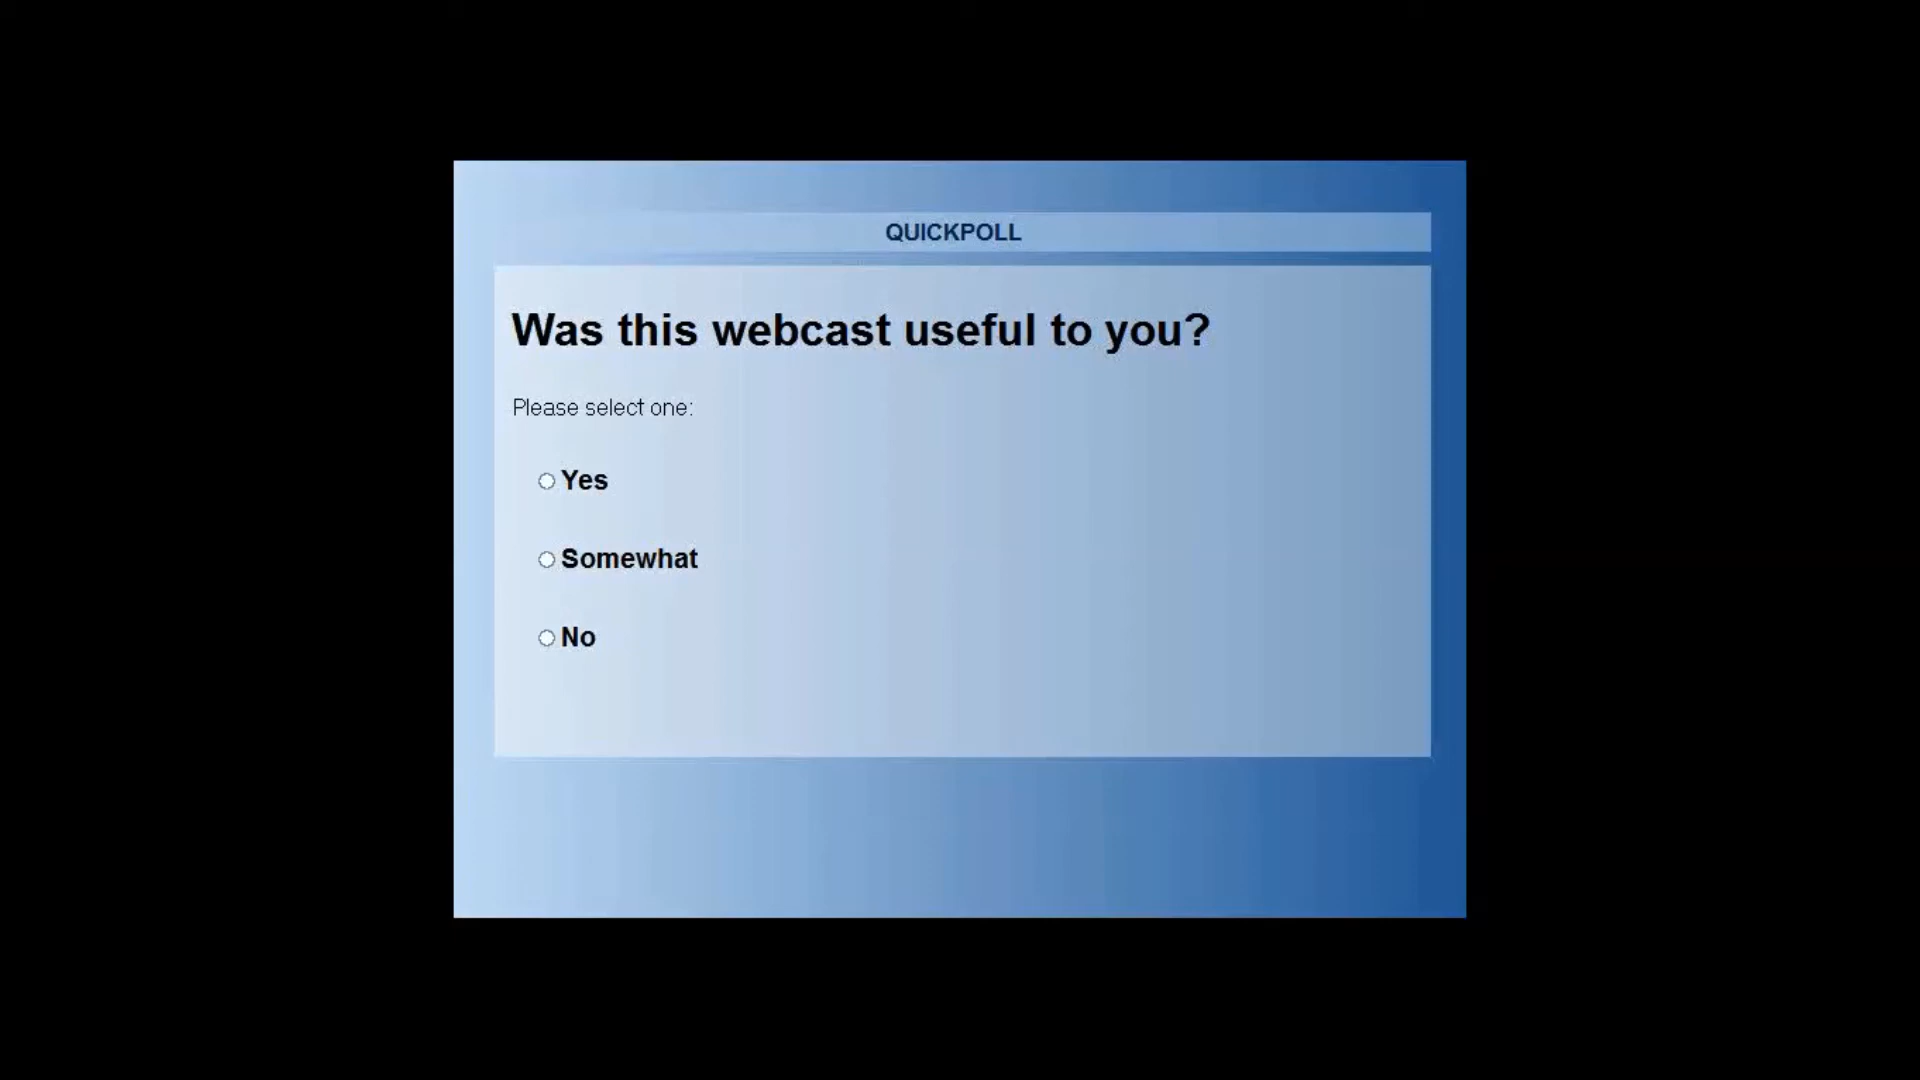 QUICKPOLL
Was this webcast useful to you?
Please select one:
Yes
Somewhat
No